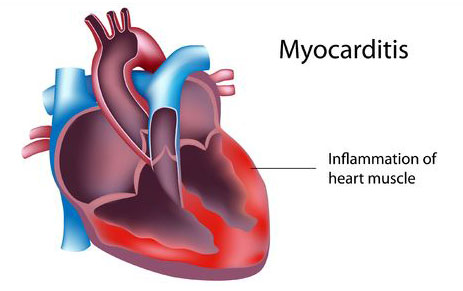 Myocarditis
Inflammation of
heart muscle